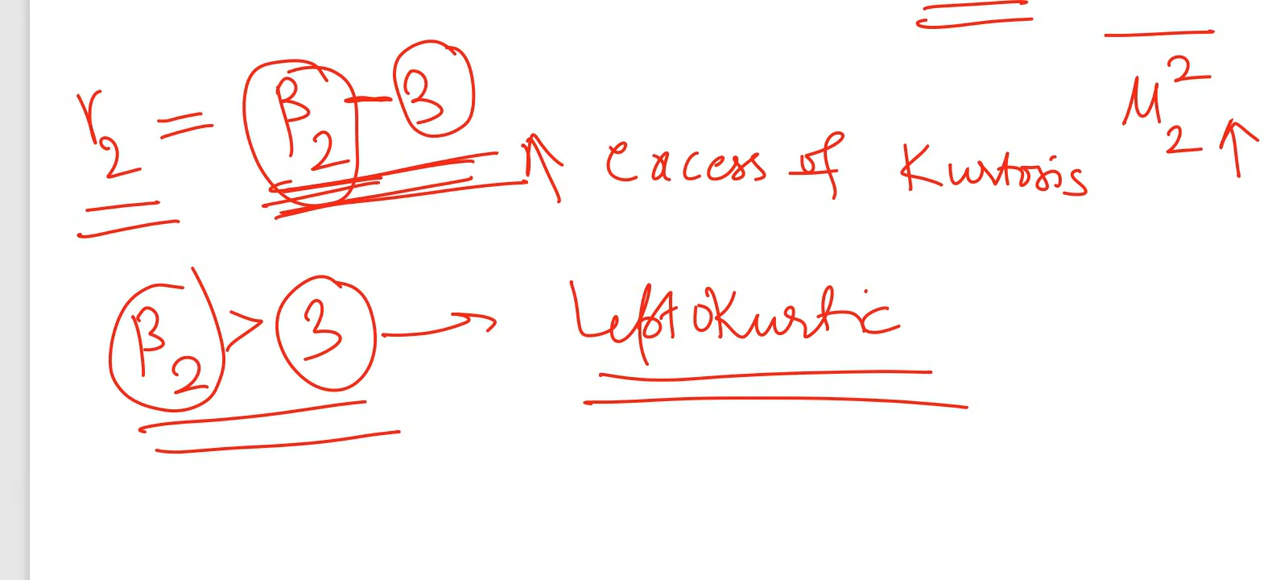 μ₂²↑
γ₂ = β₂ - 3 ↑ excess of Kurtosis
β₂ > 3 → Leptokurtic